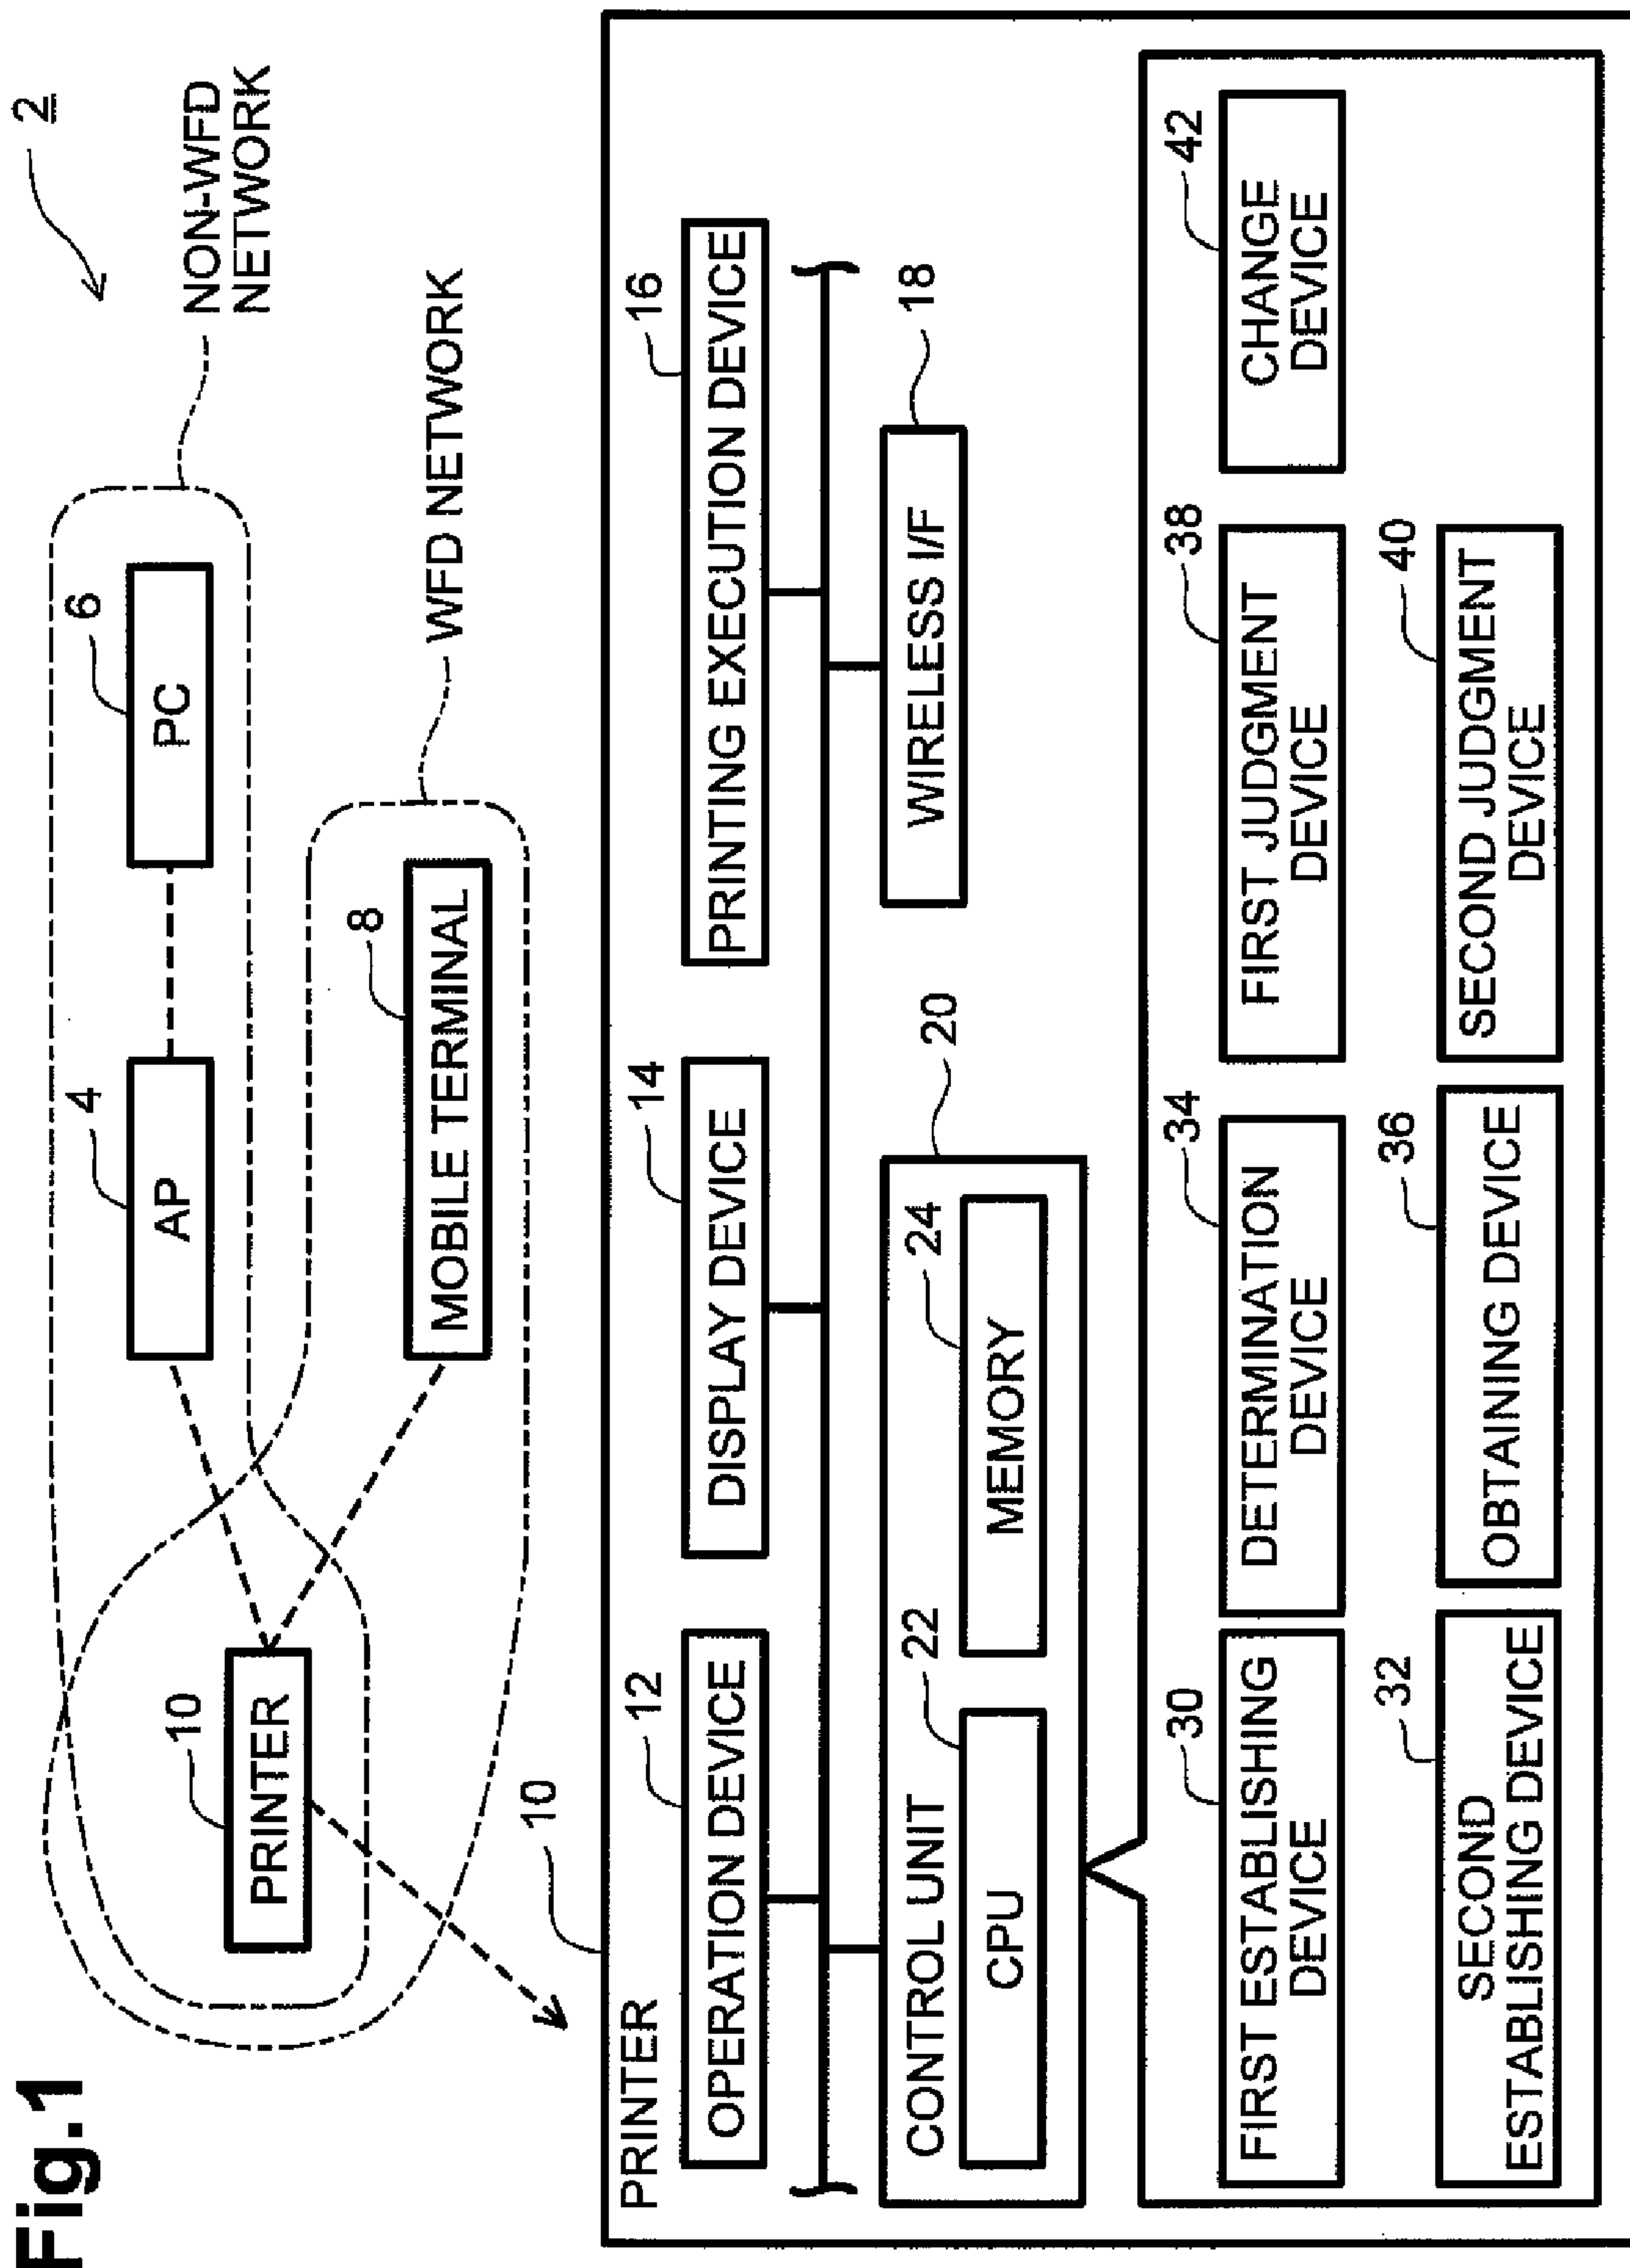 Fig.1
2
NON-WFD
NETWORK
4
6
AP
PC
WFD NETWORK
10
PRINTER
8
MOBILE TERMINAL
10
PRINTER
12
14
16
OPERATION DEVICE
DISPLAY DEVICE
PRINTING EXECUTION DEVICE
20
18
CONTROL UNIT
WIRELESS I/F
22
24
CPU
MEMORY
30
34
38
42
FIRST ESTABLISHING
DEVICE
DETERMINATION
DEVICE
FIRST JUDGMENT
DEVICE
CHANGE
DEVICE
32
36
40
SECOND
ESTABLISHING DEVICE
OBTAINING DEVICE
SECOND JUDGMENT
DEVICE